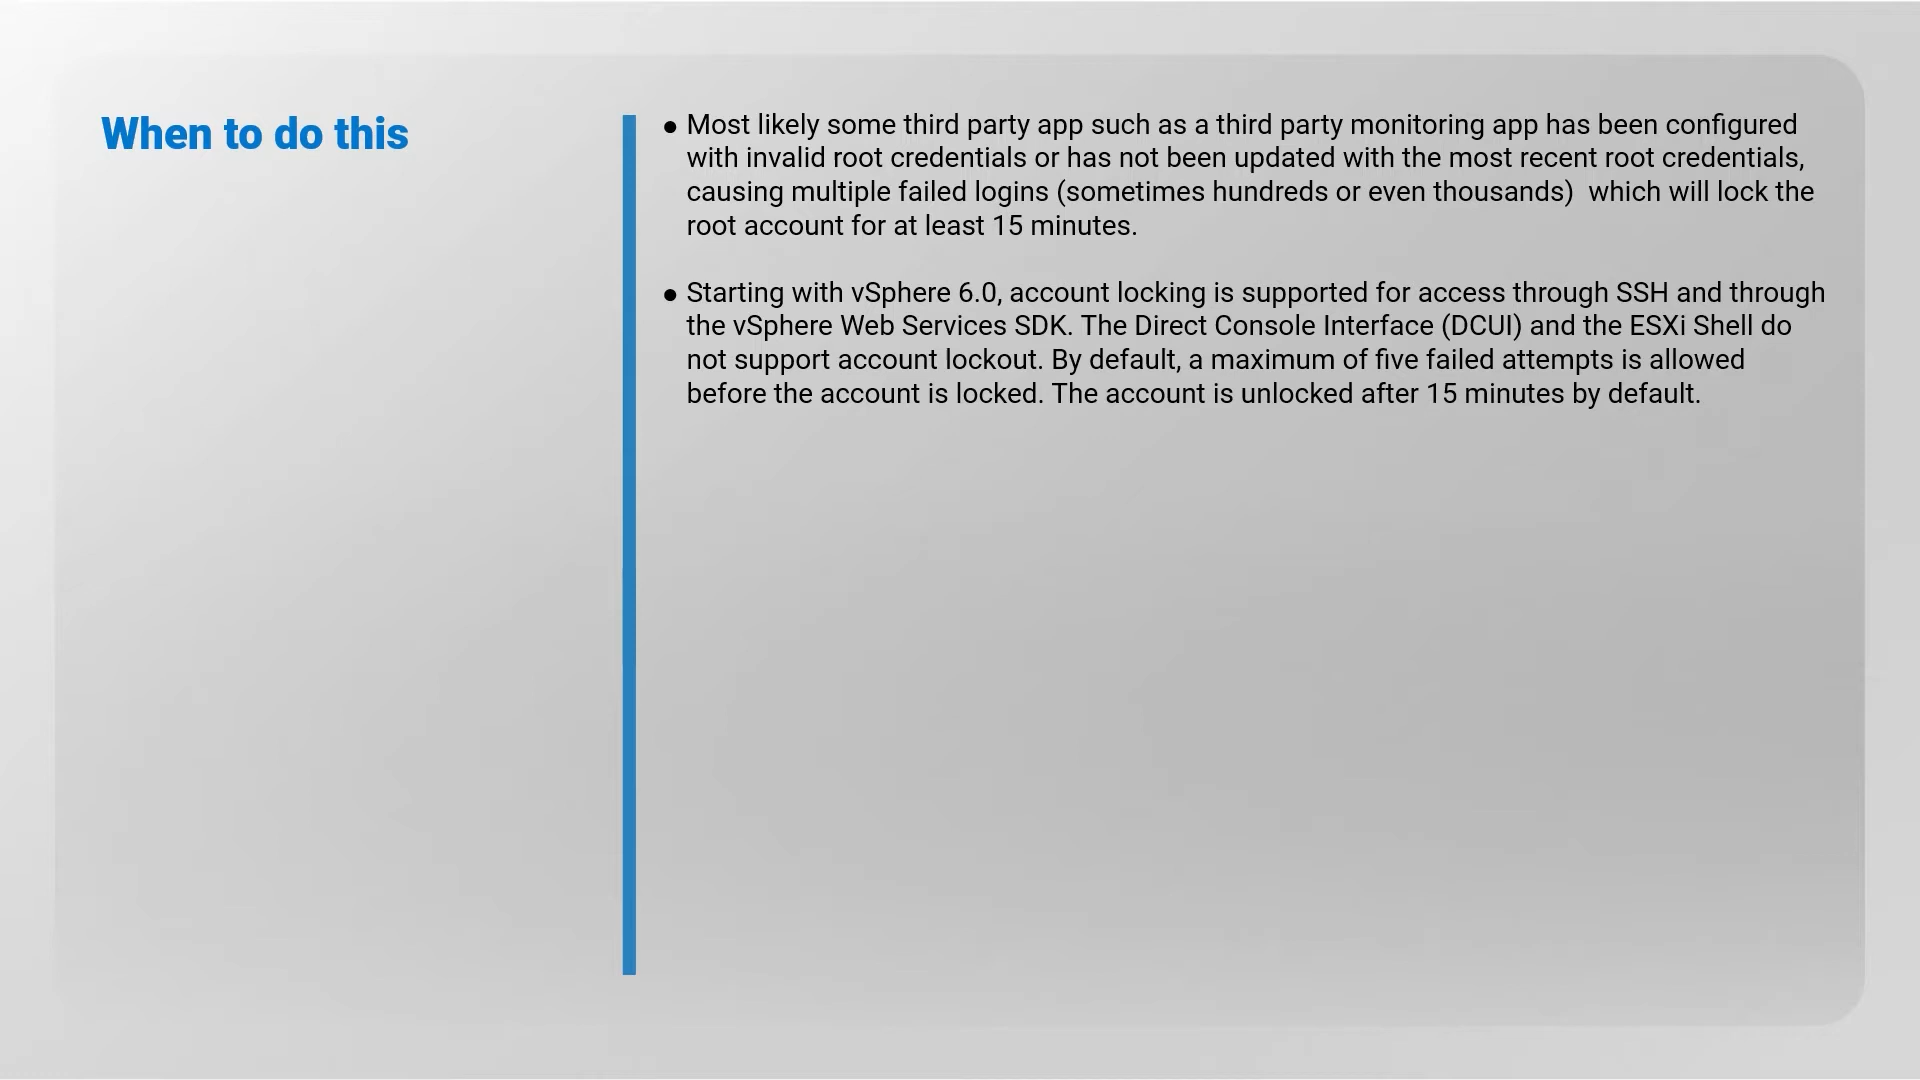 When to do this
● Most likely some third party app such as a third party monitoring app has been configured
with invalid root credentials or has not been updated with the most recent root credentials,
causing multiple failed logins (sometimes hundreds or even thousands)  which will lock the
root account for at least 15 minutes.
● Starting with vSphere 6.0, account locking is supported for access through SSH and through
the vSphere Web Services SDK. The Direct Console Interface (DCUI) and the ESXi Shell do
not support account lockout. By default, a maximum of five failed attempts is allowed
before the account is locked. The account is unlocked after 15 minutes by default.